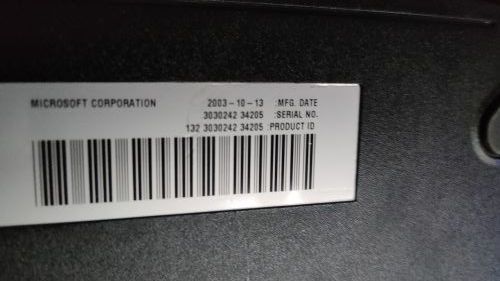 MICROSOFT CORPORATION 2003-10-13 :MFG. DATE
3030242 34205 :SERIAL NO.
132 3030242 34205 :PRODUCT ID